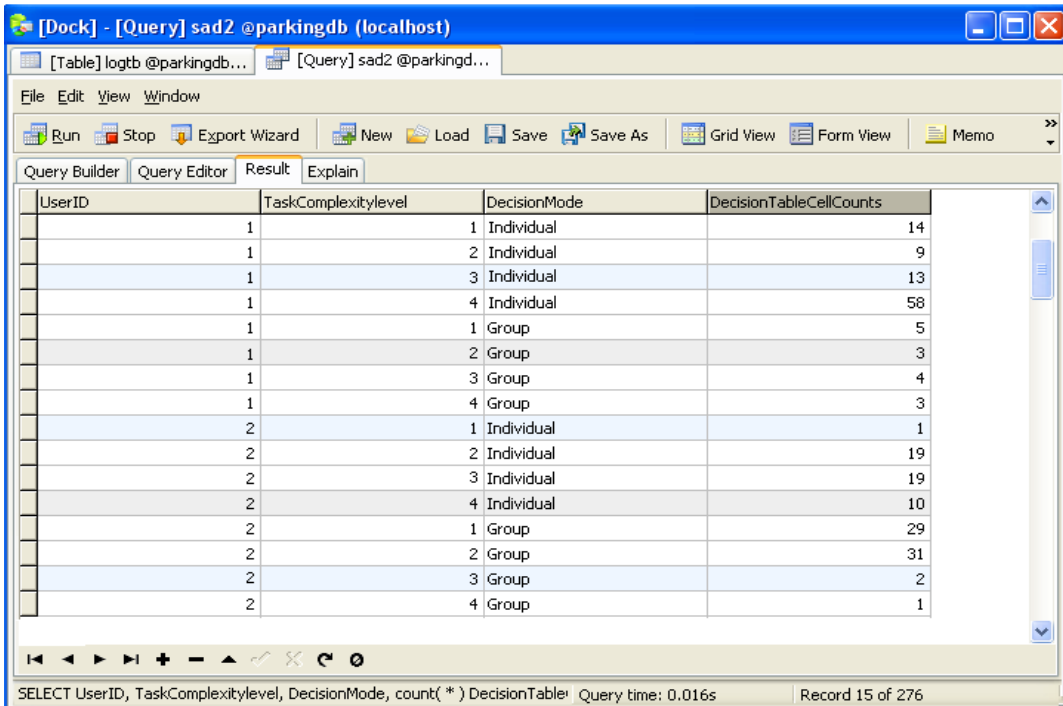 [Dock] - [Query] sad2 @parkingdb (localhost)
[Table] logtb @parkingdb... [Query] sad2 @parkingd...
File Edit View Window
Run Stop Export Wizard New Load Save Save As Grid View Form View Memo »
Query Builder Query Editor Result Explain
UserID TaskComplexitylevel DecisionMode DecisionTableCellCounts
1 1 Individual 14
1 2 Individual 9
1 3 Individual 13
1 4 Individual 58
1 1 Group 5
1 2 Group 3
1 3 Group 4
1 4 Group 3
2 1 Individual 1
2 2 Individual 19
2 3 Individual 19
2 4 Individual 10
2 1 Group 29
2 2 Group 31
2 3 Group 2
2 4 Group 1
SELECT UserID, TaskComplexitylevel, DecisionMode, count( * ) DecisionTable Query time: 0.016s Record 15 of 276